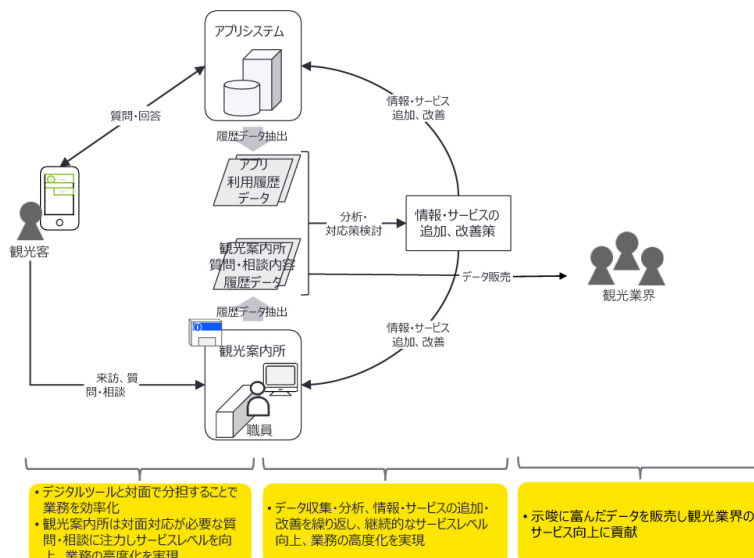 アプリシステム
質問・回答
情報・サービス
追加、改善
履歴データ抽出
アプリ
利用履歴
データ
観光客
分析・
対応策検討
情報・サービスの
追加、改善策
観光案内所
質問・相談内容
履歴データ
データ販売
観光業界
履歴データ抽出
観光案内所
情報・サービス
追加、改善
来訪、質
問・相談
職員
• デジタルツールと対面で分担することで
業務を効率化
• 観光案内所は対面対応が必要な質
問・相談に注力しサービスレベルを向
上、業務の高度化を実現
• データ収集・分析、情報・サービスの追加・
改善を繰り返し、継続的なサービスレベル
向上、業務の高度化を実現
• 示唆に富んだデータを販売し観光業界の
サービス向上に貢献